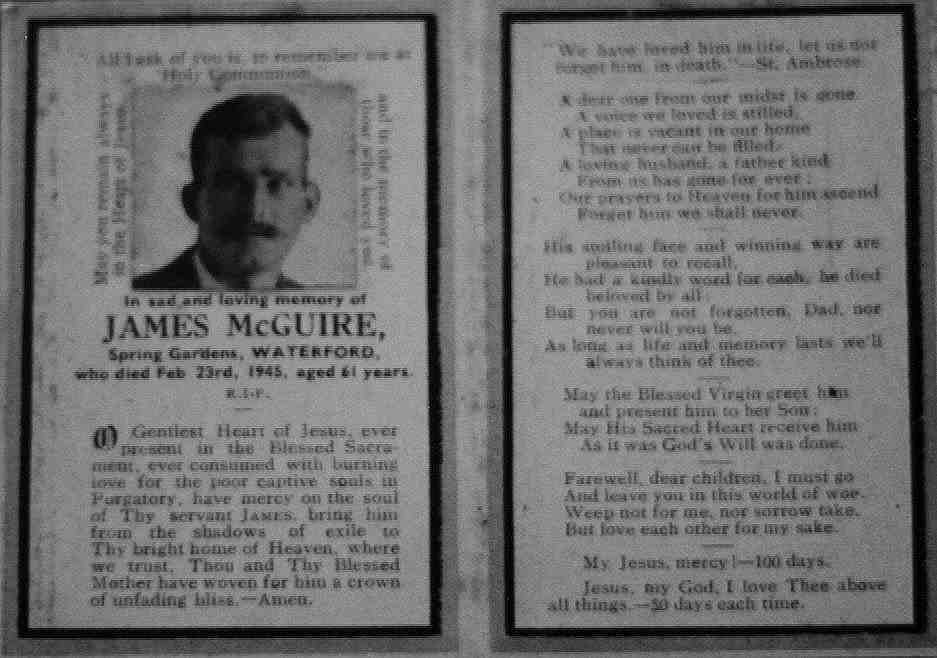 "All I ask of you is, to remember me at
Holy Communion
May you remain always
in the Heart of Jesus,
and in the memory of
those who loved you.
In sad and loving memory of
JAMES McGUIRE,
Spring Gardens, WATERFORD,
who died Feb 23rd, 1945, aged 61 years.
R.I.P.
O Gentlest Heart of Jesus, ever
present in the Blessed Sacra-
ment, ever consumed with burning
love for the poor captive souls in
Purgatory, have mercy on the soul
of Thy servant JAMES, bring him
from the shadows of exile to
Thy bright home of Heaven, where
we trust, Thou and Thy Blessed
Mother have woven for him a crown
of unfading bliss.—Amen.
"We have loved him in life, let us not
forget him, in death."—St. Ambrose.
A dear one from our midst is gone
A voice we loved is stilled,
A place is vacant in our home
That never can be filled.
A loving husband, a father kind
From us has gone for ever;
Our prayers to Heaven for him ascend
Forget him we shall never.
His smiling face and winning way are
pleasant to recall,
He had a kindly word for each, he died
beloved by all;
But you are not forgotten, Dad, nor
never will you be,
As long as life and memory lasts we'll
always think of thee.
May the Blessed Virgin greet him
and present him to her Son;
May His Sacred Heart receive him
As it was God's Will was done.
Farewell, dear children, I must go
And leave you in this world of woe.
Weep not for me, nor sorrow take,
But love each other for my sake.
My Jesus, mercy!—100 days.
Jesus, my God, I love Thee above
all things.—50 days each time.